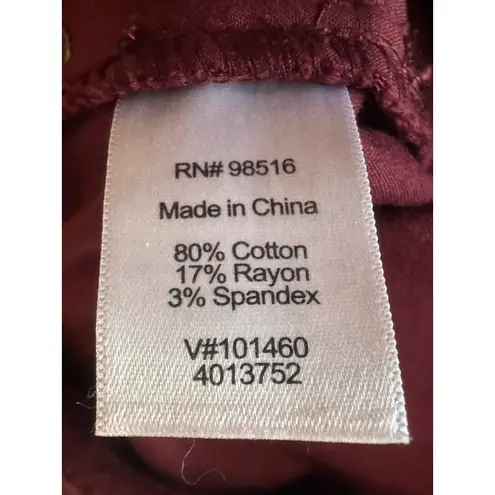 RN# 98516
Made in China
80% Cotton
17% Rayon
3% Spandex
V#101460
4013752